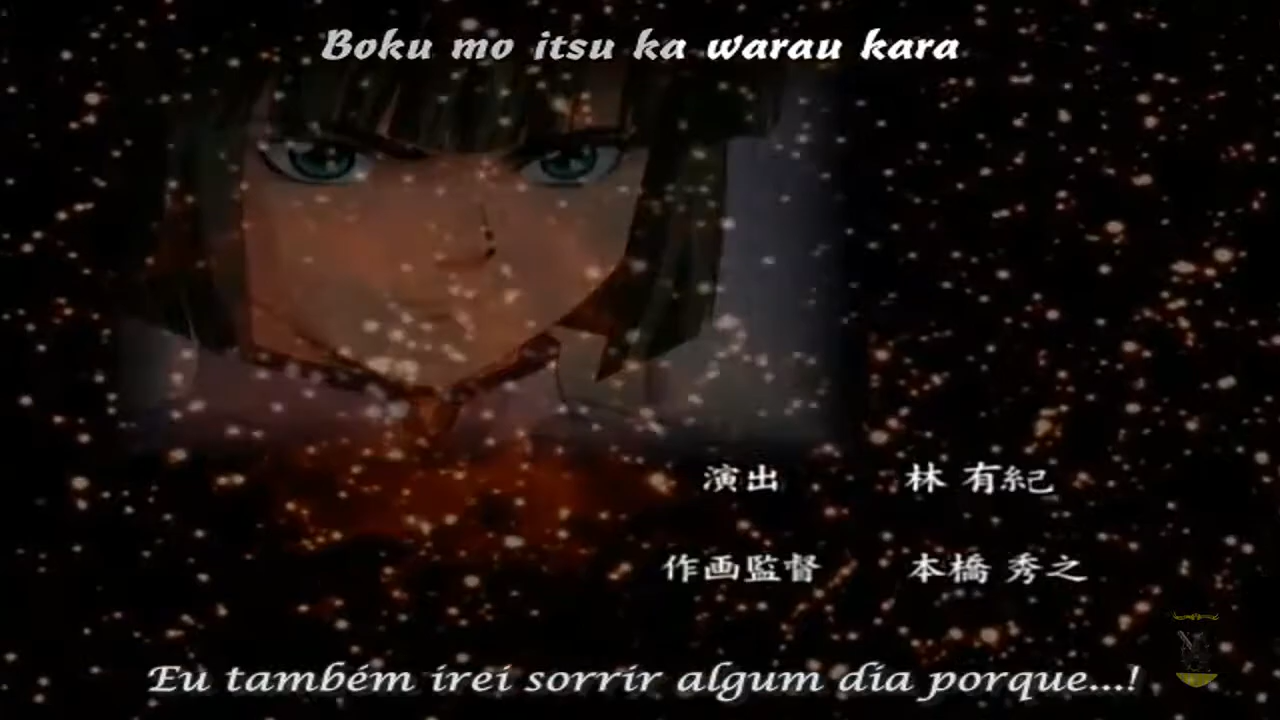 Boku mo itsu ka warau kara
演出 林 有紀
作画監督 本橋 秀之
Eu também irei sorrir algum dia porque...!